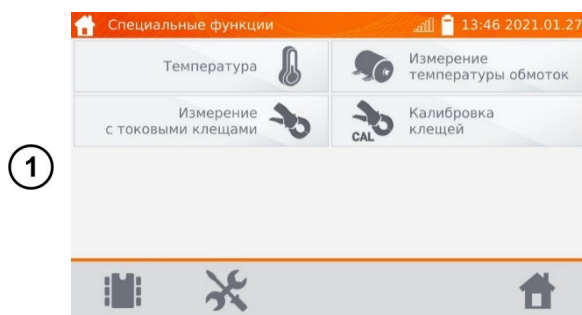 Специальные функции 13:46 2021.01.27
Температура
Измерение
температуры обмоток
Измерение
с токовыми клещами
CAL
Калибровка
клещей
1